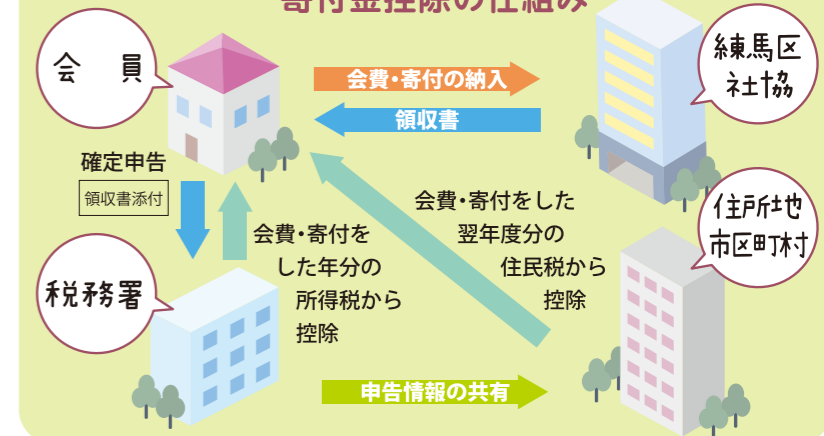 寄付金控除の仕組み
会　員
練馬区
社協
会費・寄付の納入
領収書
確定申告
領収書添付
会費・寄付をした
翌年度分の
住民税から
控除
住所地
市区町村
会費・寄付を
した年分の
所得税から
控除
税務署
申告情報の共有